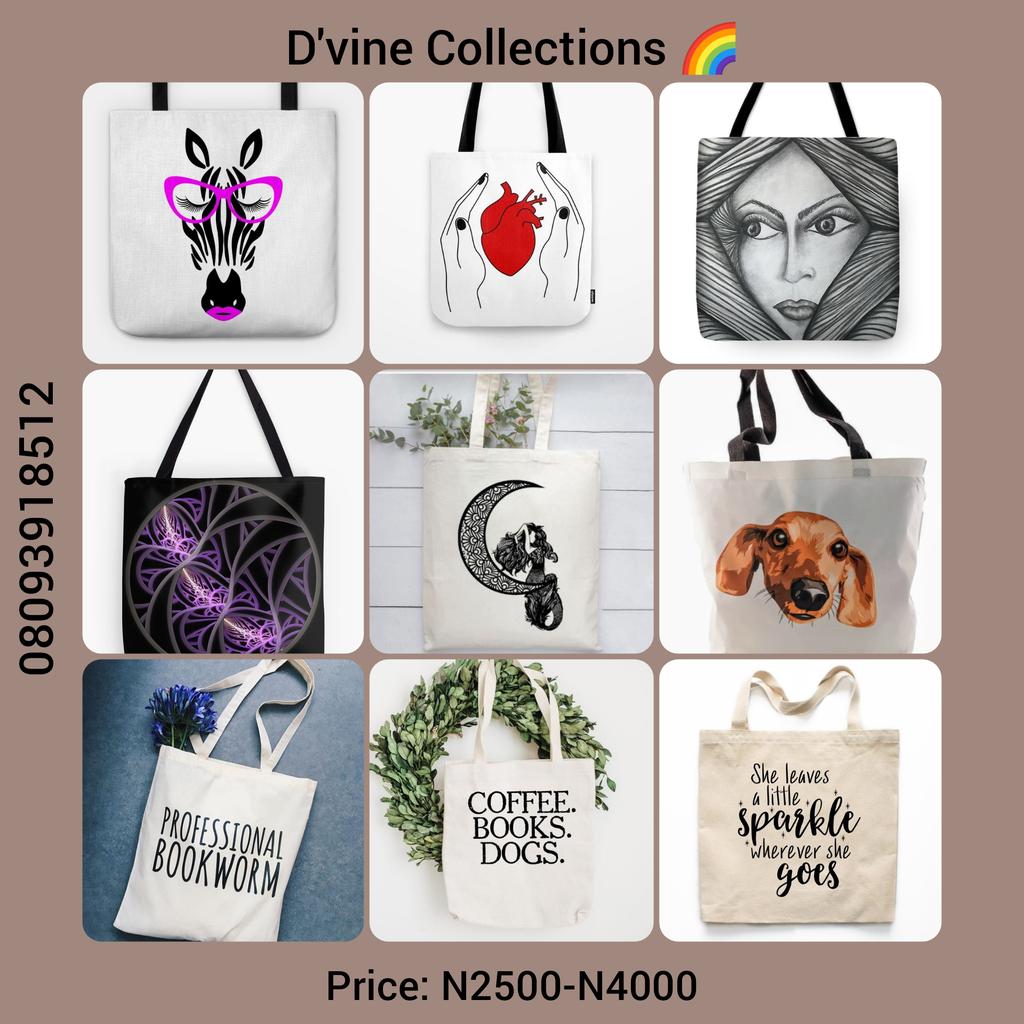 D'vine Collections 🌈
08093918512
PROFESSIONAL
BOOKWORM
COFFEE.
BOOKS.
DOGS.
She leaves
a little
sparkle
wherever she
goes
Price: N2500-N4000